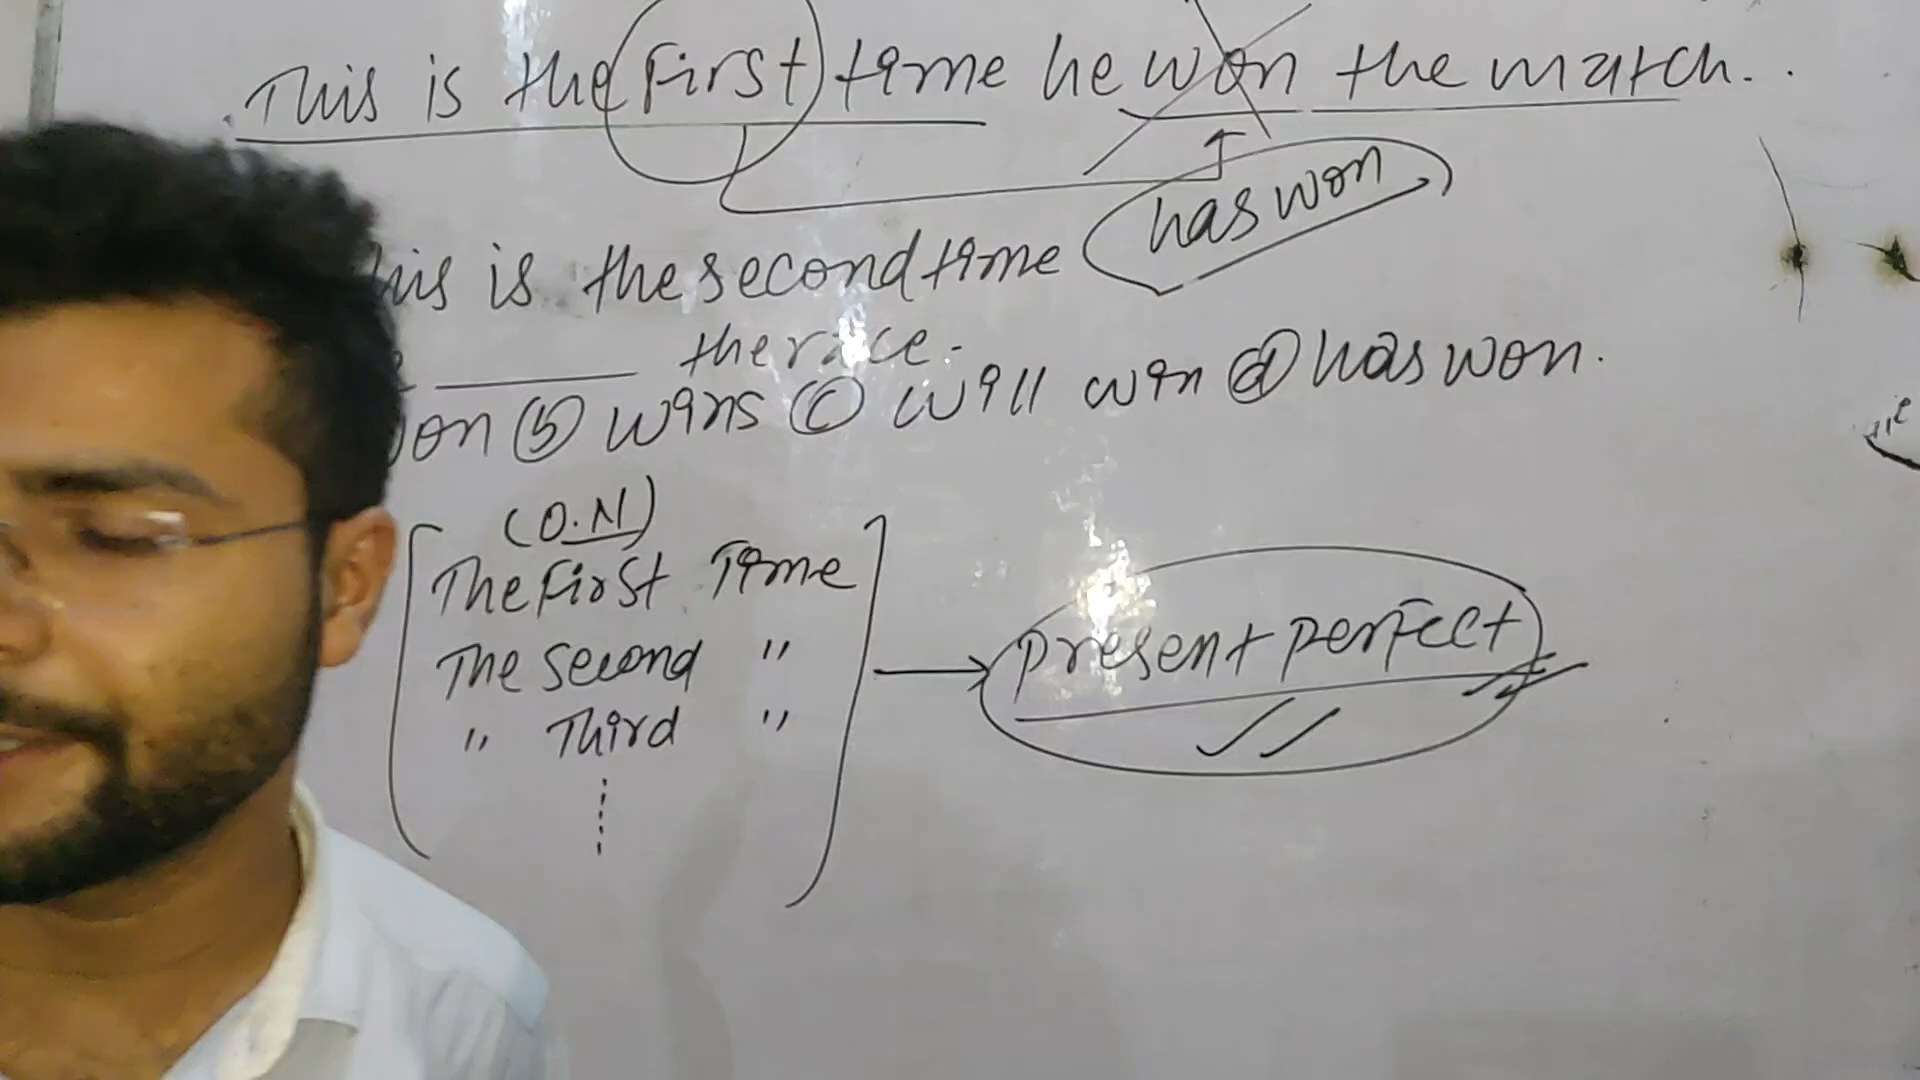 This is the First time he won the match..
has won
his is the second time
the race.
on (b) wins (c) will win (d) has won.
(O.N)
The First Time
The Second "
" Third "
present perfect